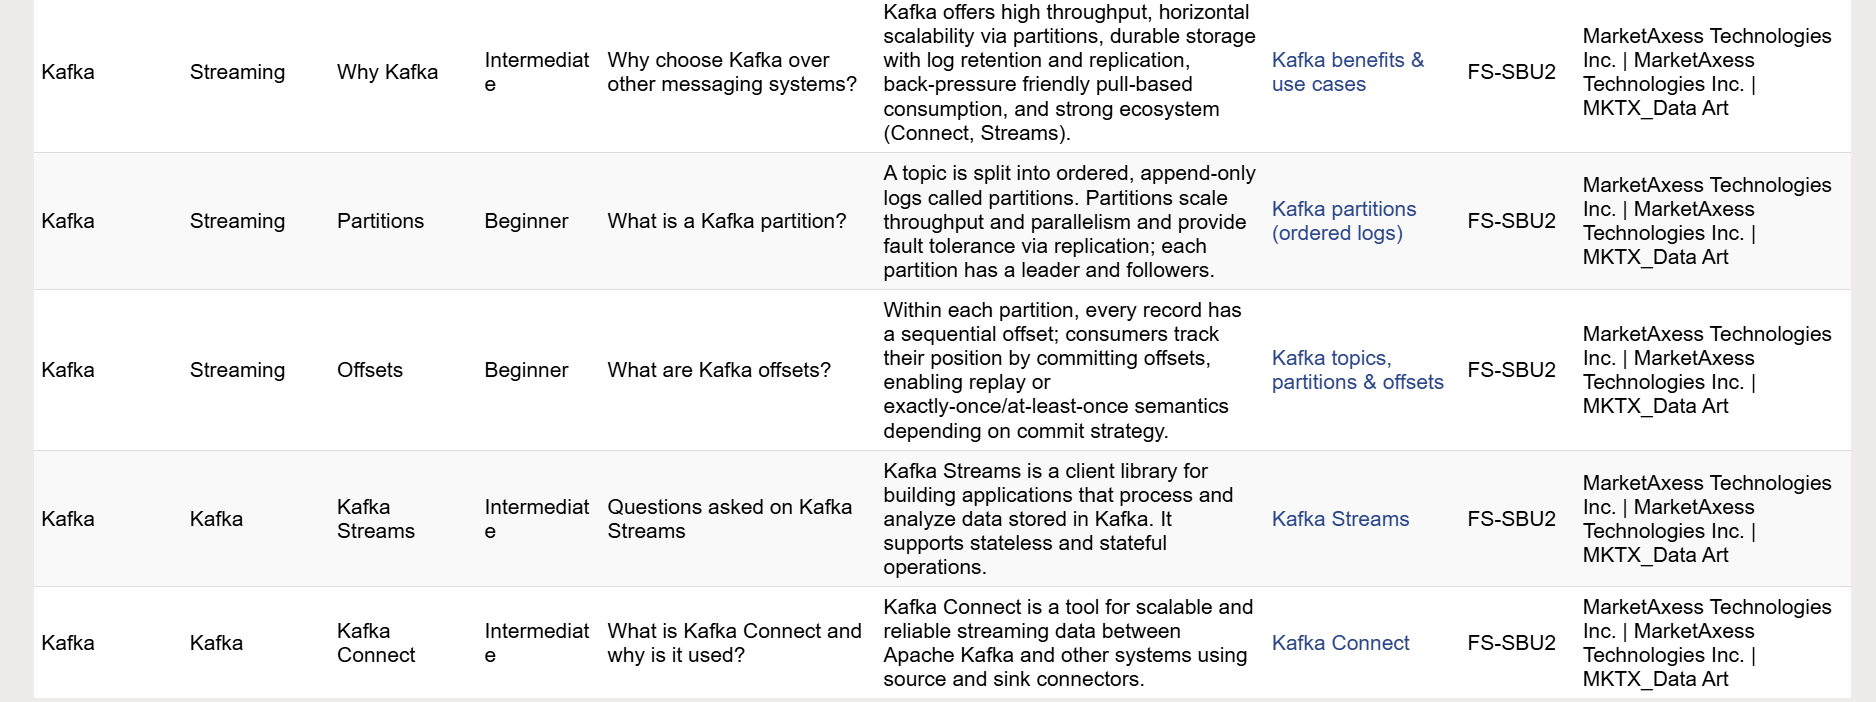 Kafka
Streaming
Why Kafka
Intermediat
e
Why choose Kafka over
other messaging systems?
Kafka offers high throughput, horizontal
scalability via partitions, durable storage
with log retention and replication,
back-pressure friendly pull-based
consumption, and strong ecosystem
(Connect, Streams).
Kafka benefits &
use cases
FS-SBU2
MarketAxess Technologies
Inc. | MarketAxess
Technologies Inc. |
MKTX_Data Art
Kafka
Streaming
Partitions
Beginner
What is a Kafka partition?
A topic is split into ordered, append-only
logs called partitions. Partitions scale
throughput and parallelism and provide
fault tolerance via replication; each
partition has a leader and followers.
Kafka partitions
(ordered logs)
FS-SBU2
MarketAxess Technologies
Inc. | MarketAxess
Technologies Inc. |
MKTX_Data Art
Kafka
Streaming
Offsets
Beginner
What are Kafka offsets?
Within each partition, every record has
a sequential offset; consumers track
their position by committing offsets,
enabling replay or
exactly-once/at-least-once semantics
depending on commit strategy.
Kafka topics,
partitions & offsets
FS-SBU2
MarketAxess Technologies
Inc. | MarketAxess
Technologies Inc. |
MKTX_Data Art
Kafka
Kafka
Kafka
Streams
Intermediat
e
Questions asked on Kafka
Streams
Kafka Streams is a client library for
building applications that process and
analyze data stored in Kafka. It
supports stateless and stateful
operations.
Kafka Streams
FS-SBU2
MarketAxess Technologies
Inc. | MarketAxess
Technologies Inc. |
MKTX_Data Art
Kafka
Kafka
Kafka
Connect
Intermediat
e
What is Kafka Connect and
why is it used?
Kafka Connect is a tool for scalable and
reliable streaming data between
Apache Kafka and other systems using
source and sink connectors.
Kafka Connect
FS-SBU2
MarketAxess Technologies
Inc. | MarketAxess
Technologies Inc. |
MKTX_Data Art